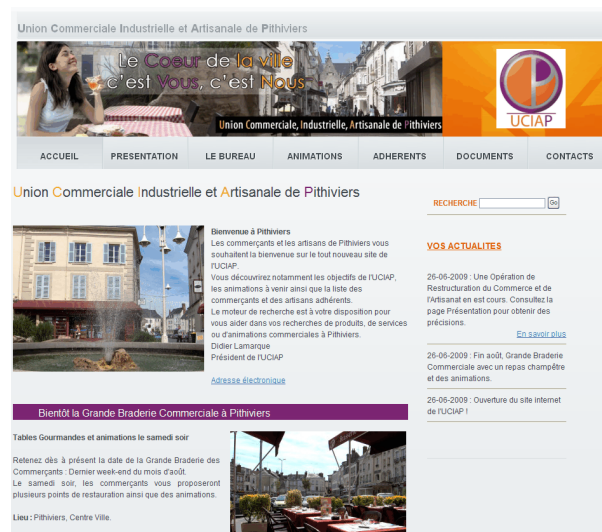 Union Commerciale Industrielle et Artisanale de Pithiviers
Le Coeur de la ville
c'est Vous, c'est Nous
Union Commerciale, Industrielle, Artisanale de Pithiviers
UCIAP
ACCUEIL PRESENTATION LE BUREAU ANIMATIONS ADHERENTS DOCUMENTS CONTACTS
Union Commerciale Industrielle et Artisanale de Pithiviers
Bienvenue à Pithiviers
Les commerçants et les artisans de Pithiviers vous
souhaitent la bienvenue sur le tout nouveau site de
l'UCIAP.
Vous découvrirez notamment les objectifs de l'UCIAP,
les animations à venir ainsi que la liste des
commerçants et des artisans adhérents.
Le moteur de recherche est à votre disposition pour
vous aider dans vos recherches de produits, de services
ou d'animations commerciales à Pithiviers.
Didier Lamarque
Président de l'UCIAP
Adresse électronique
Bientôt la Grande Braderie Commerciale à Pithiviers
Tables Gourmandes et animations le samedi soir
Retenez dès à présent la date de la Grande Braderie des
Commerçants : Dernier week-end du mois d'août.
Le samedi soir, les commerçants vous proposeront
plusieurs points de restauration ainsi que des animations.
Lieu : Pithiviers, Centre Ville.
RECHERCHE Go
VOS ACTUALITES
26-06-2009 : Une Opération de
Restructuration du Commerce et de
l'Artisanat en est cours. Consultez la
page Présentation pour obtenir des
précisions.
En savoir plus
26-06-2009 : Fin août, Grande Braderie
Commerciale avec un repas champêtre
et des animations.
26-06-2009 : Ouverture du site internet
de l'UCIAP !